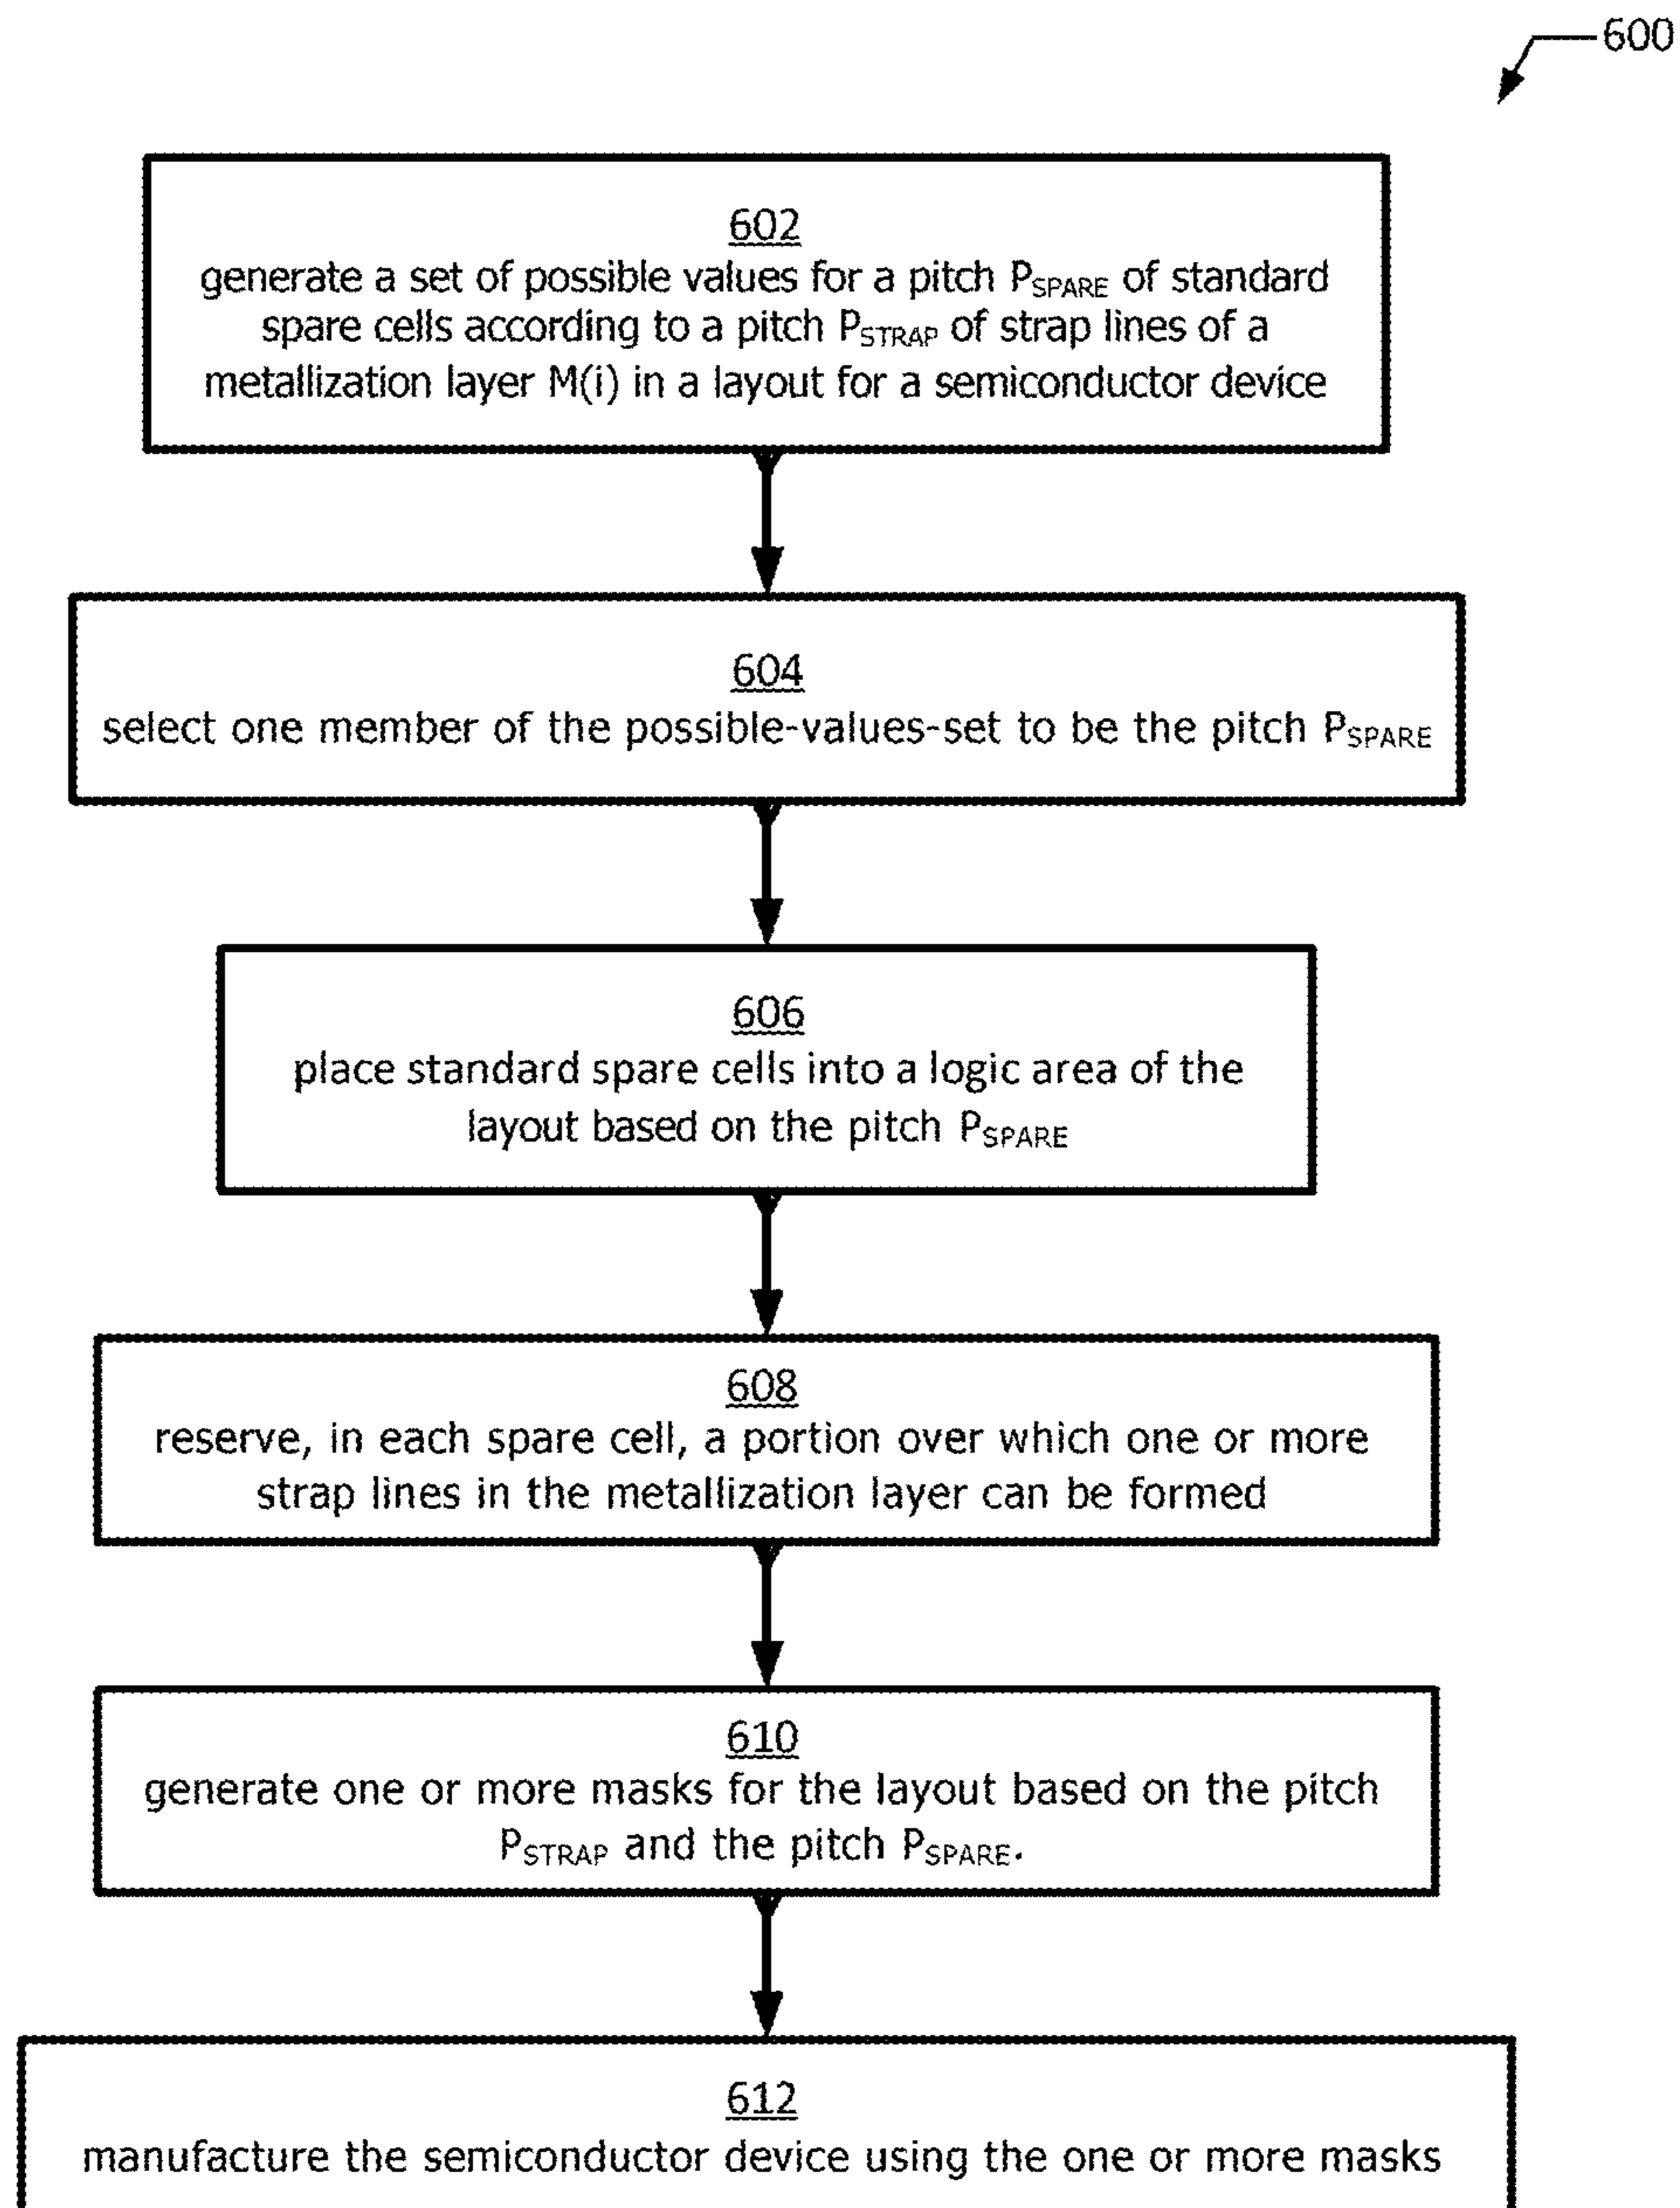 600
602
generate a set of possible values for a pitch PSPARE of standard
spare cells according to a pitch PSTRAP of strap lines of a
metallization layer M(i) in a layout for a semiconductor device
604
select one member of the possible-values-set to be the pitch PSPARE
606
place standard spare cells into a logic area of the
layout based on the pitch PSPARE
608
reserve, in each spare cell, a portion over which one or more
strap lines in the metallization layer can be formed
610
generate one or more masks for the layout based on the pitch
PSTRAP and the pitch PSPARE.
612
manufacture the semiconductor device using the one or more masks